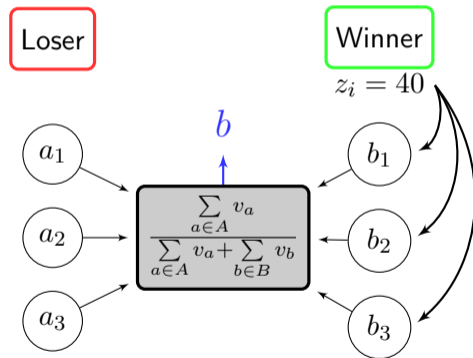 Loser Winner
z_i = 40
b
a_1 b_1
∑_{a∈A} v_a
a_2 b_2
∑_{a∈A} v_a + ∑_{b∈B} v_b
a_3 b_3